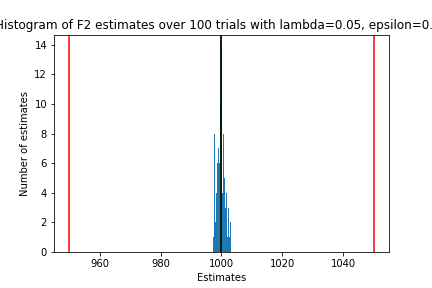 Histogram of F2 estimates over 100 trials with lambda=0.05, epsilon=0.
14
12
10
8
6
4
2
0
Number of estimates
960 980 1000 1020 1040
Estimates